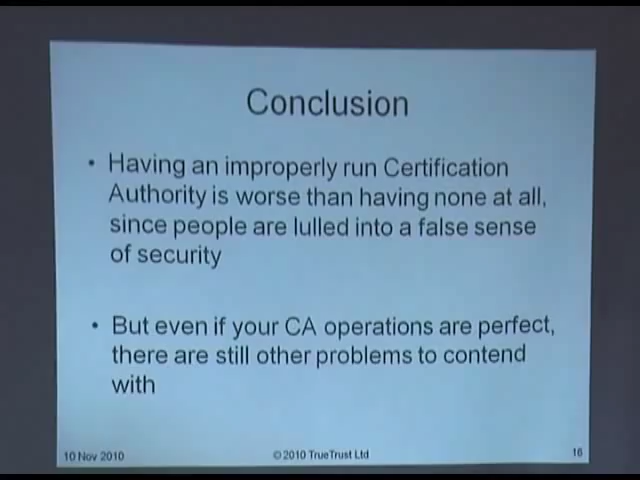 Conclusion
• Having an improperly run Certification
Authority is worse than having none at all,
since people are lulled into a false sense
of security
• But even if your CA operations are perfect,
there are still other problems to contend
with
10 Nov 2010
© 2010 TrueTrust Ltd
16